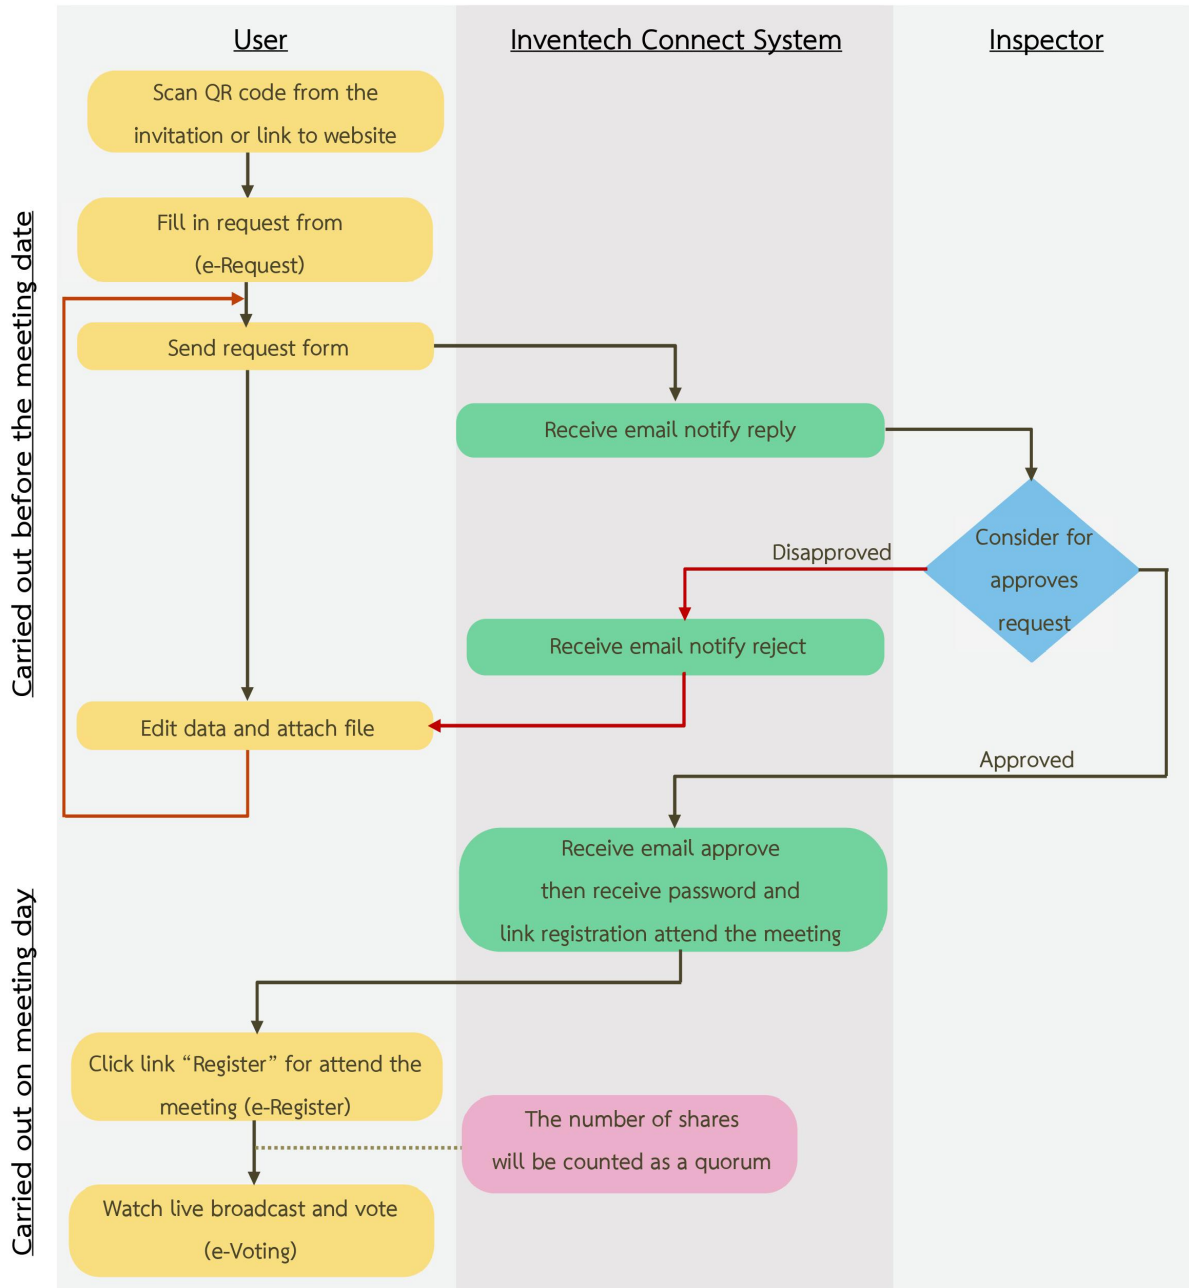 User
Inventech Connect System
Inspector
Scan QR code from the
invitation or link to website
Fill in request from
(e-Request)
Send request form
Receive email notify reply
Consider for
approves
request
Disapproved
Receive email notify reject
Edit data and attach file
Approved
Receive email approve
then receive password and
link registration attend the meeting
Click link “Register” for attend the
meeting (e-Register)
The number of shares
will be counted as a quorum
Watch live broadcast and vote
(e-Voting)
Carried out before the meeting date
Carried out on meeting day